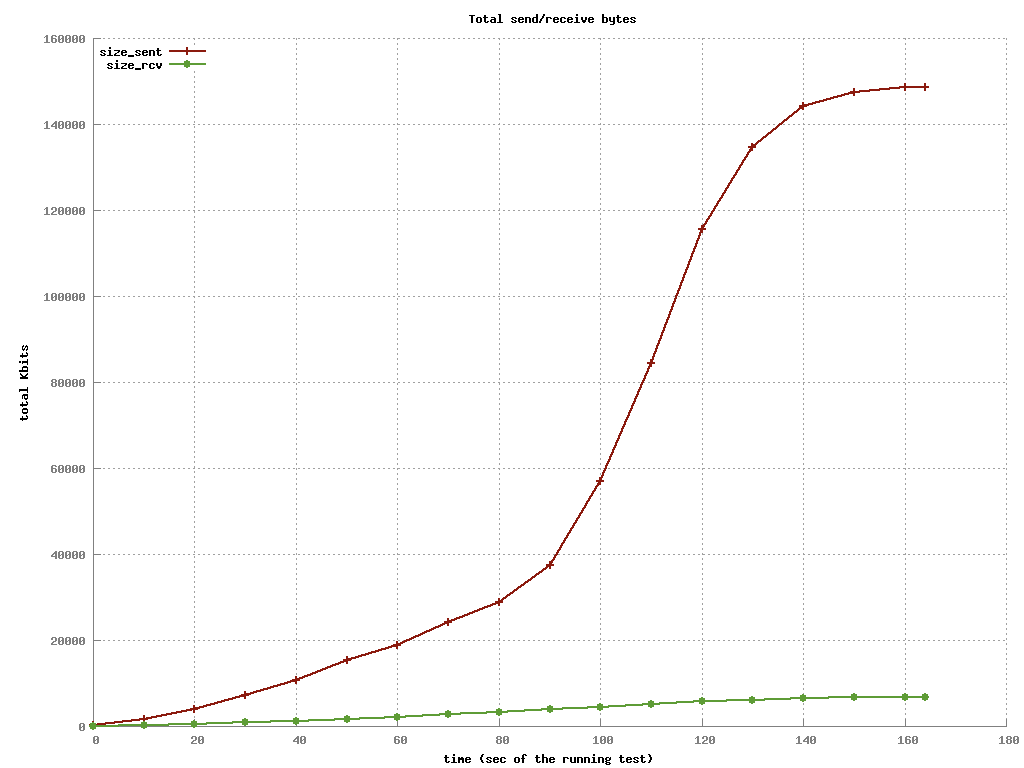 Total send/receive bytes
160000
size_sent
size_rcv
140000
120000
100000
80000
total Kbits
60000
40000
20000
0
0 20 40 60 80 100 120 140 160 180
time (sec of the running test)